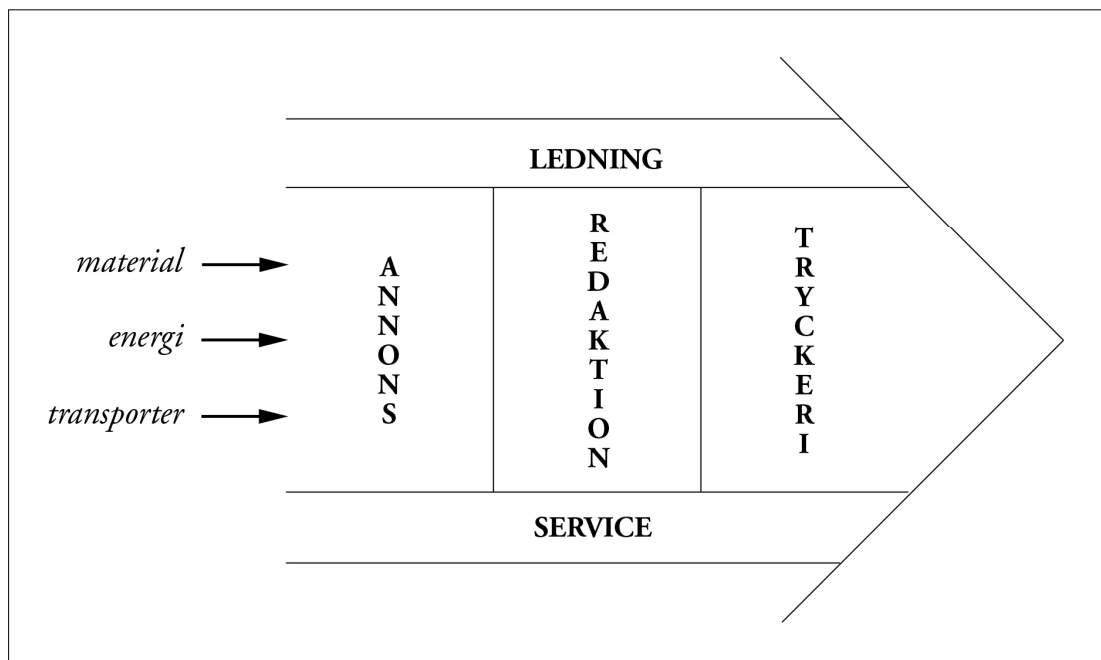 LEDNING
material
energi
transporter
ANNONS
REDAKTION
TRYCKERI
SERVICE